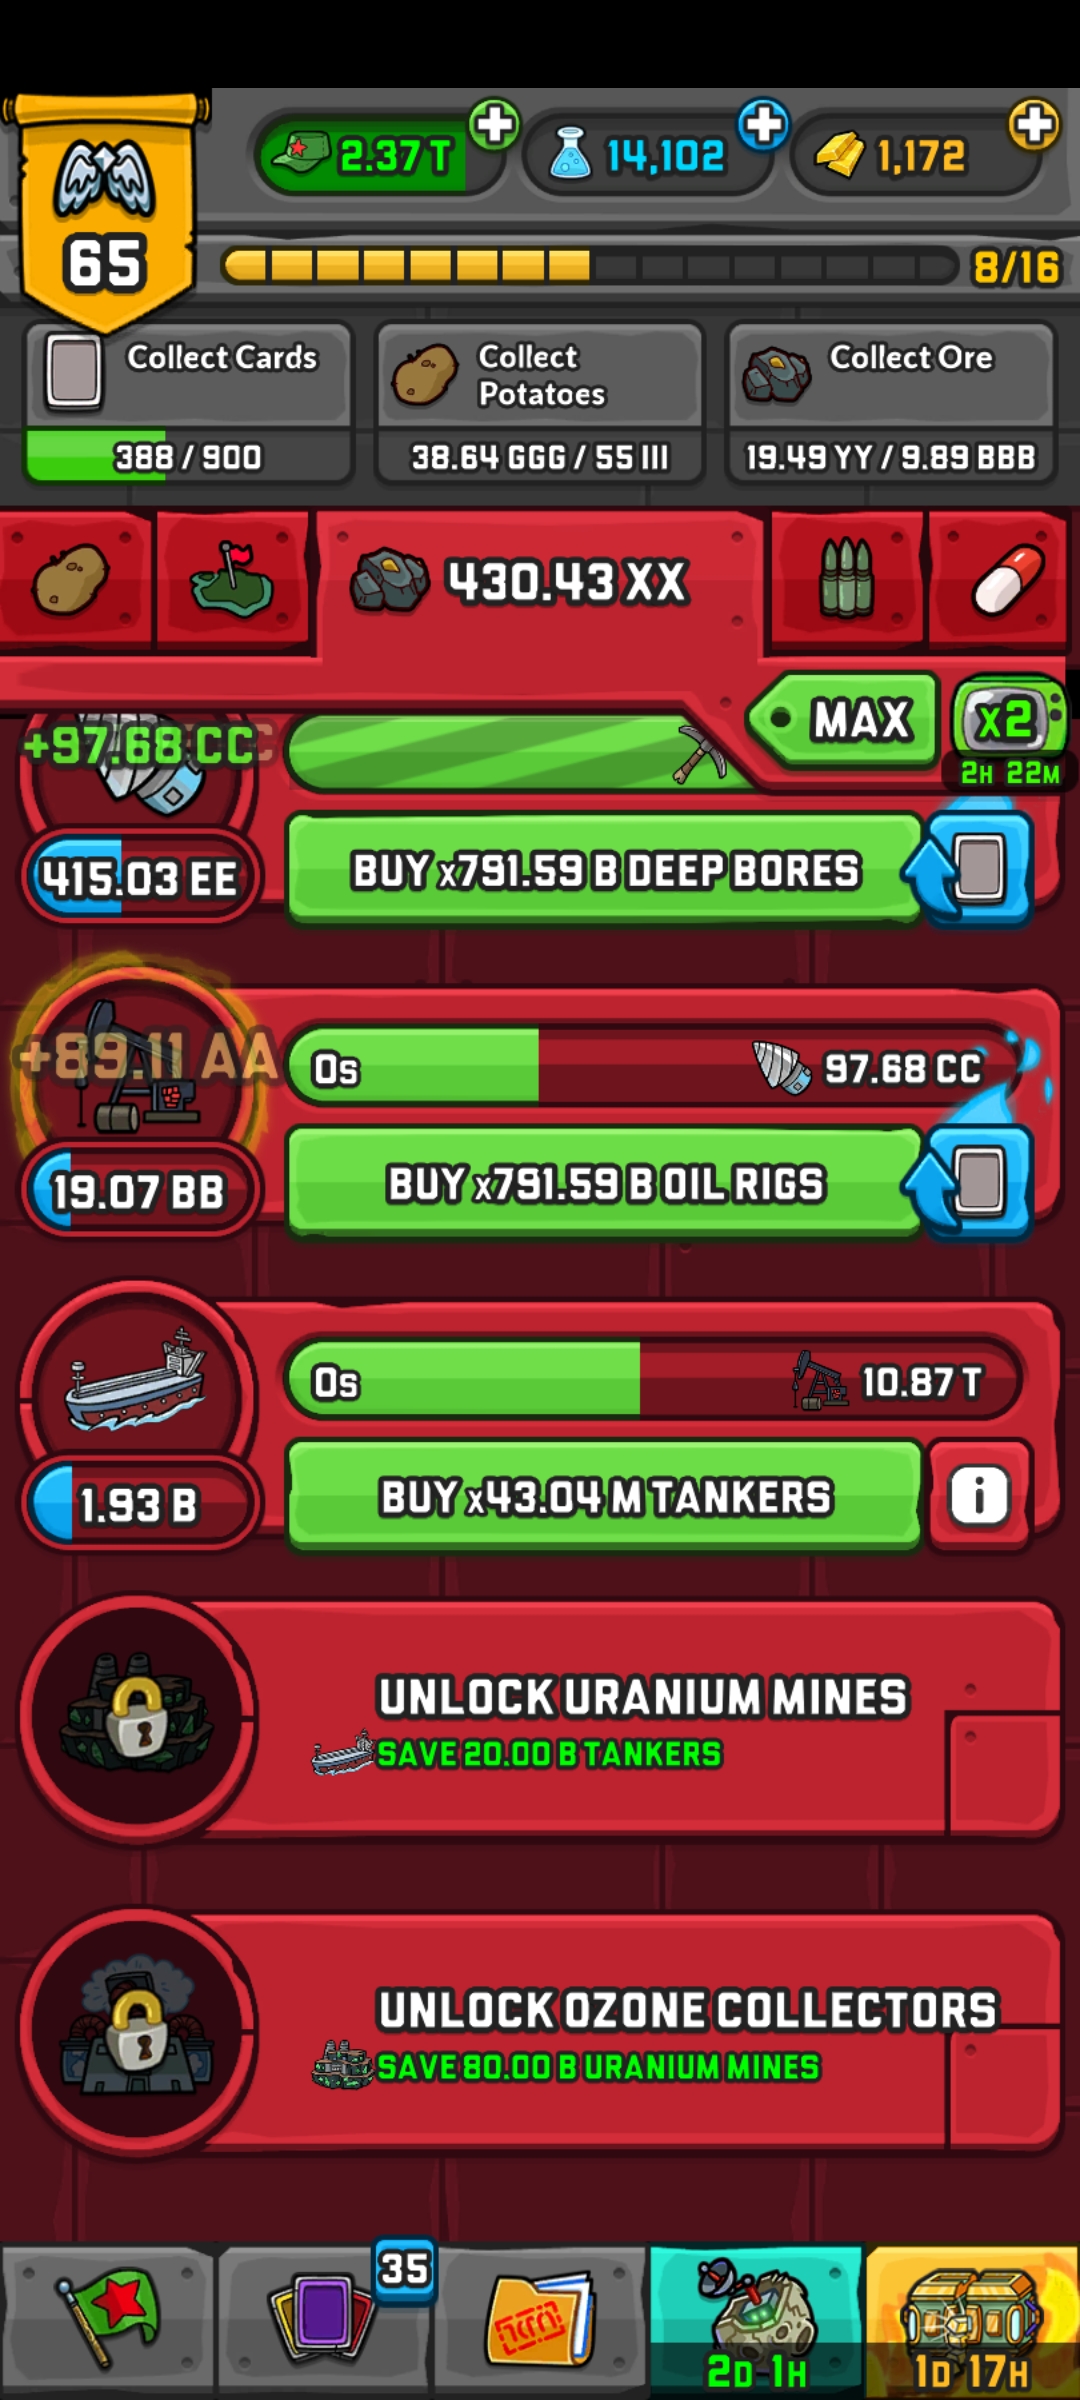 2.37 T
14,102
1,172
65
8/16
Collect Cards
388 / 900
Collect
Potatoes
38.64 GGG / 55 III
Collect Ore
19.49 YY / 9.89 BBB
430.43 XX
MAX
x2
2H 22M
+97.68 CC
415.03 EE
BUY x791.59 B DEEP BORES
+89.11 AA
0s
97.68 CC
19.07 BB
BUY x791.59 B OIL RIGS
0s
10.87 T
1.93 B
BUY x43.04 M TANKERS
i
UNLOCK URANIUM MINES
SAVE 20.00 B TANKERS
UNLOCK OZONE COLLECTORS
SAVE 80.00 B URANIUM MINES
35
2D 1H
1D 17H